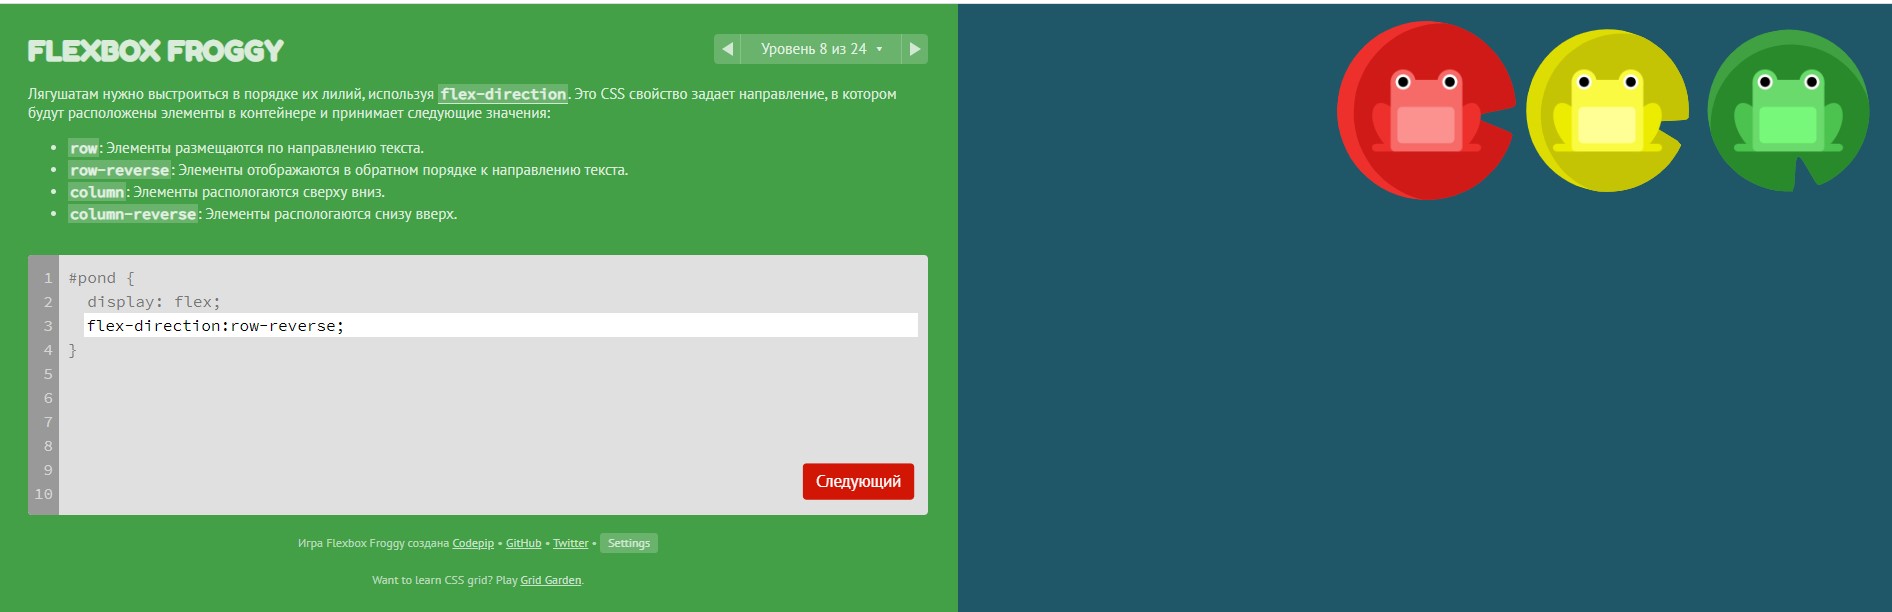 FLEXBOX FROGGY
Уровень 8 из 24
Лягушатам нужно выстроиться в порядке их лилий, используя flex-direction. Это CSS свойство задает направление, в котором
будут расположены элементы в контейнере и принимает следующие значения:
row: Элементы размещаются по направлению текста.
row-reverse: Элементы отображаются в обратном порядке к направлению текста.
column: Элементы распологаются сверху вниз.
column-reverse: Элементы распологаются снизу вверх.
1 #pond {
2 display: flex;
3 flex-direction:row-reverse;
4 }
5
6
7
8
9
10
Следующий
Игра Flexbox Froggy создана Codepip • GitHub • Twitter • Settings
Want to learn CSS grid? Play Grid Garden.